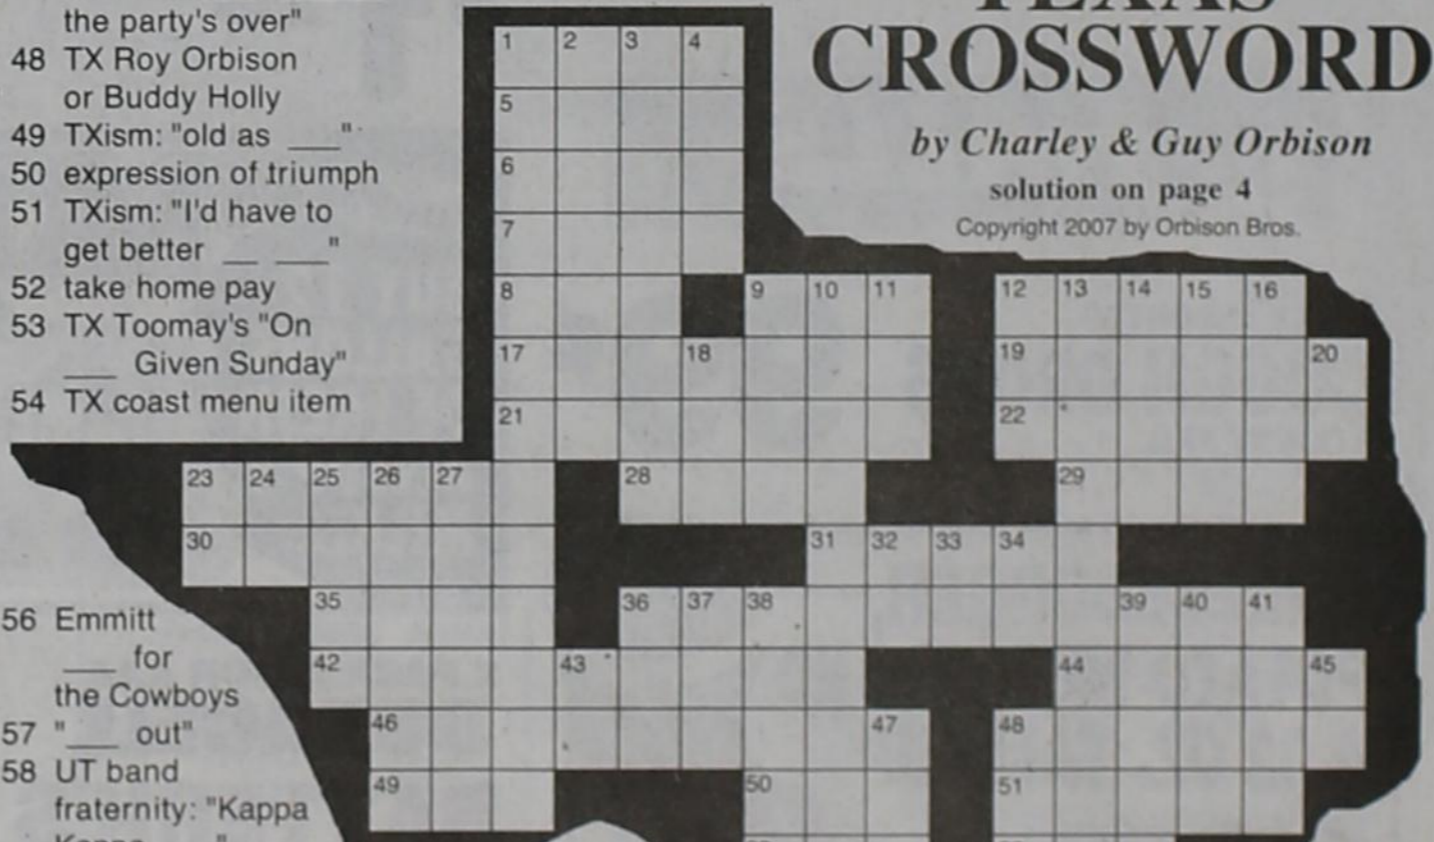 the party's over"
48 TX Roy Orbison
or Buddy Holly
49 TXism: "old as ___"
50 expression of triumph
51 TXism: "I'd have to
get better __ ___"
52 take home pay
53 TX Toomay's "On
___ Given Sunday"
54 TX coast menu item
56 Emmitt
___ for
the Cowboys
57 "___ out"
58 UT band
fraternity: "Kappa
TEXAS
CROSSWORD
by Charley & Guy Orbison
solution on page 4
Copyright 2007 by Orbison Bros.
1 2 3 4
5
6
7
8 9 10 11 12 13 14 15 16
17 18 19 20
21 22
23 24 25 26 27 28 29
30 31 32 33 34
35 36 37 38 39 40 41
42 43 44 45
46 47 48
49 50 51